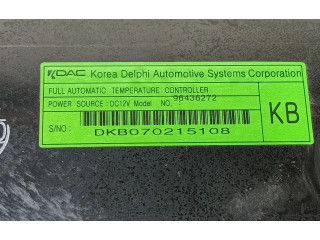 KDAC Korea Delphi Automotive Systems Corporation
FULL AUTOMATIC TEMPERATURE CONTROLLER
POWER SOURCE : DC12V Model NO. : 96436272
S/NO : DKB070215108
KB